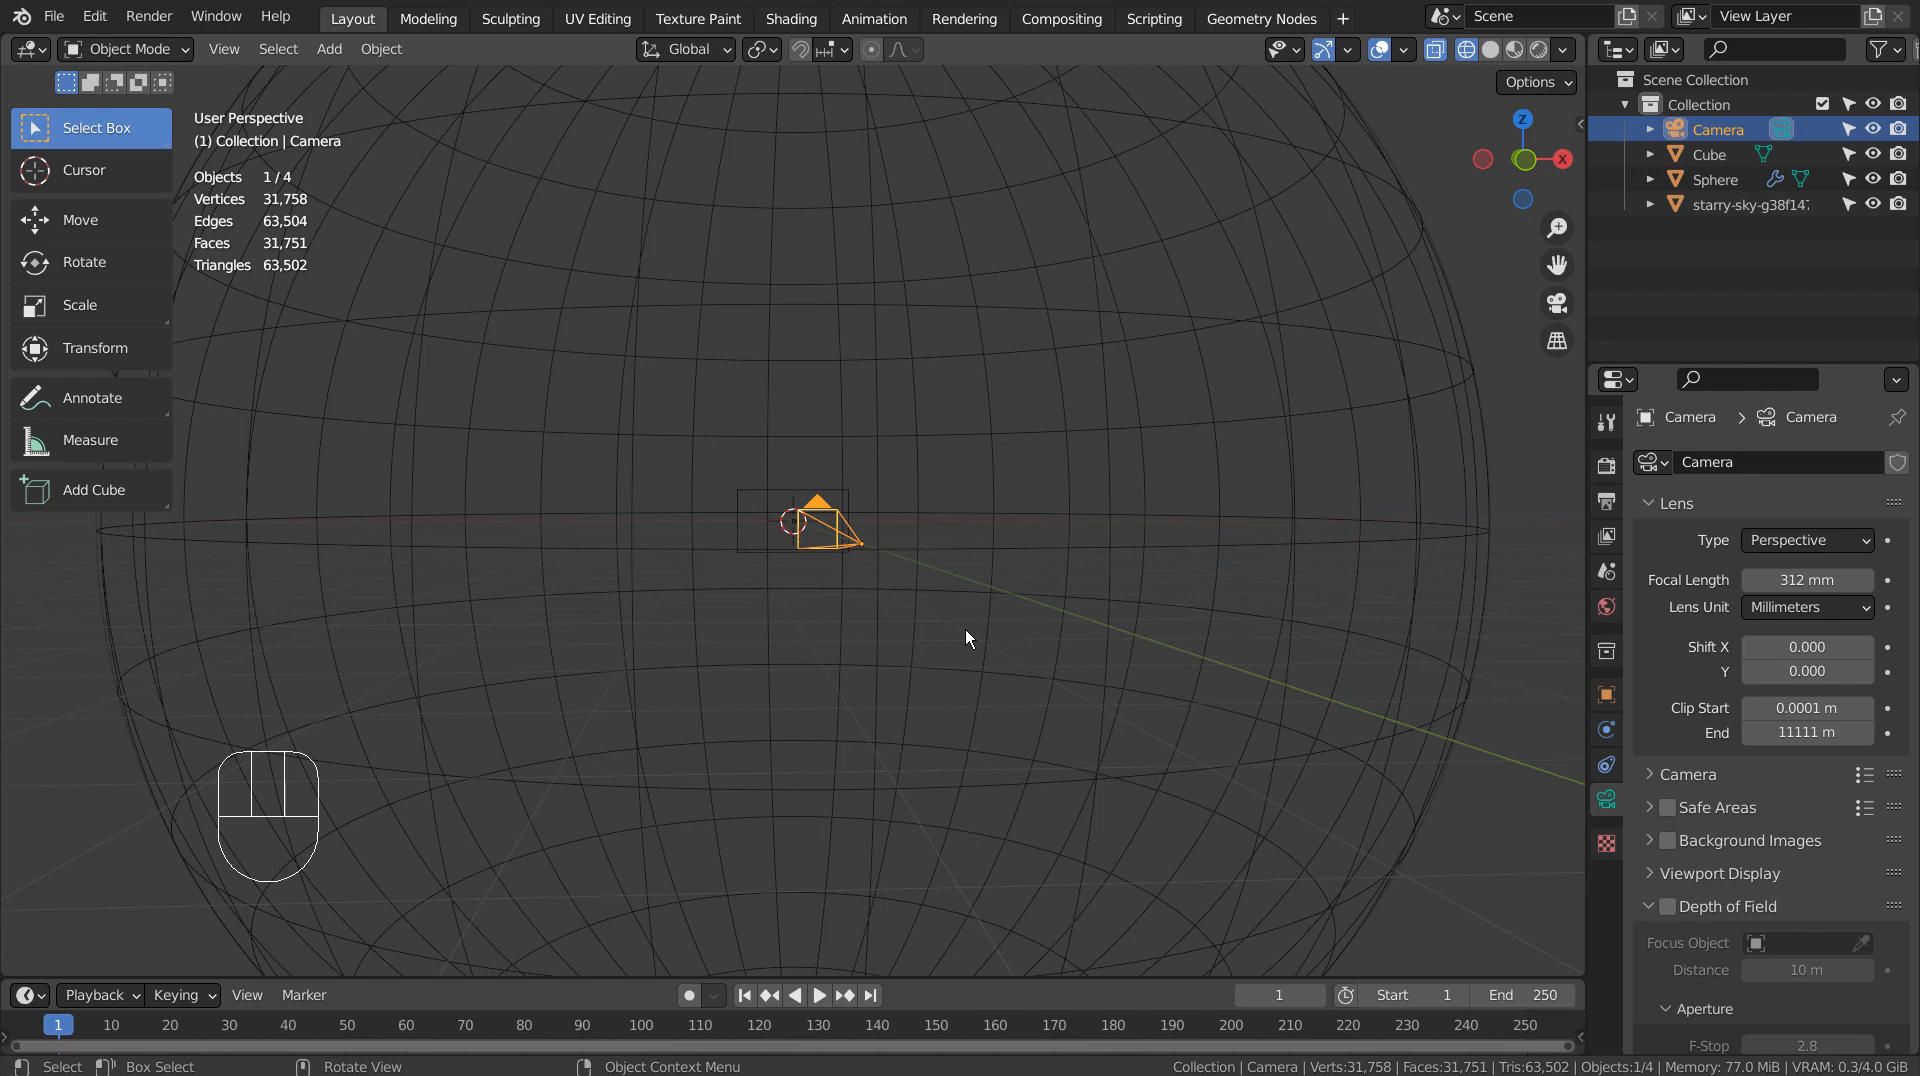 File Edit Render Window Help Layout Modeling Sculpting UV Editing Texture Paint Shading Animation Rendering Compositing Scripting Geometry Nodes + Scene View Layer
Object Mode View Select Add Object Global
Options
Select Box
Cursor
Move
Rotate
Scale
Transform
Annotate
Measure
Add Cube
User Perspective
(1) Collection | Camera
Objects 1 / 4
Vertices 31,758
Edges 63,504
Faces 31,751
Triangles 63,502
Z
X
Scene Collection
Collection
Camera
Cube
Sphere
starry-sky-g38f147
Camera > Camera
Camera
Lens
Type Perspective
Focal Length 312 mm
Lens Unit Millimeters
Shift X 0.000
Y 0.000
Clip Start 0.0001 m
End 11111 m
Camera
Safe Areas
Background Images
Viewport Display
Depth of Field
Focus Object
Distance 10 m
Aperture
F-Stop 2.8
Playback Keying View Marker 1 Start 1 End 250
1 10 20 30 40 50 60 70 80 90 100 110 120 130 140 150 160 170 180 190 200 210 220 230 240 250
Select Box Select Rotate View Object Context Menu Collection | Camera | Verts:31,758 | Faces:31,751 | Tris:63,502 | Objects:1/4 | Memory: 77.0 MiB | VRAM: 0.3/4.0 GiB